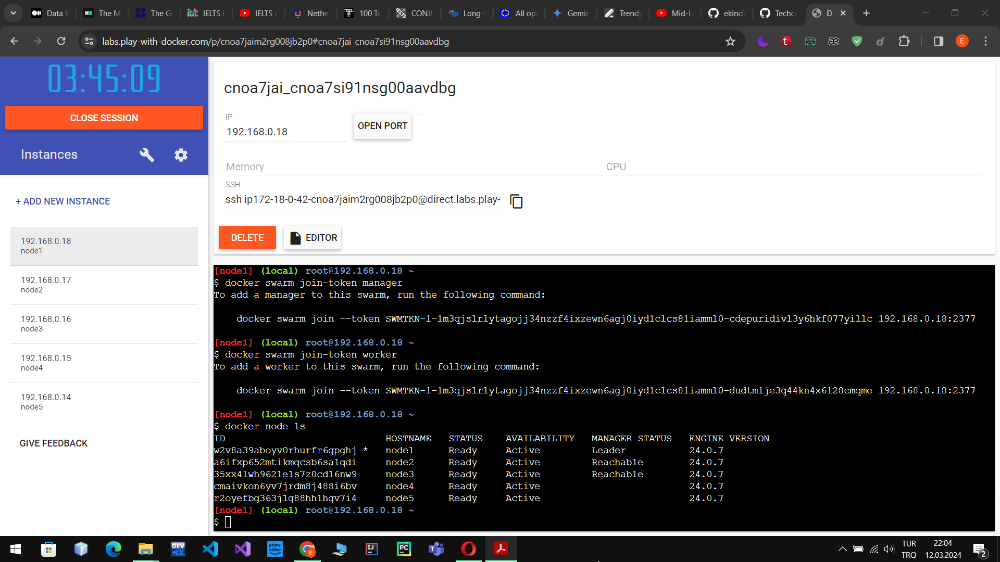 Data W
The M
The Gl
IELTS
IELTS
Nethe
100 To
CONJU
Long-
All op
Gemin
Trendy
Mid-L
ekinci
Techca
D
labs.play-with-docker.com/p/cnoa7jaim2rg008jb2p0#cnoa7jai_cnoa7si91nsg00aavdbg
E
03:45:09
CLOSE SESSION
Instances
+ ADD NEW INSTANCE
192.168.0.18
node1
192.168.0.17
node2
192.168.0.16
node3
192.168.0.15
node4
192.168.0.14
node5
GIVE FEEDBACK
cnoa7jai_cnoa7si91nsg00aavdbg
IP
192.168.0.18
OPEN PORT
Memory
CPU
SSH
ssh ip172-18-0-42-cnoa7jaim2rg008jb2p0@direct.labs.play-
DELETE
EDITOR
[node1] (local) root@192.168.0.18 ~
$ docker swarm join-token manager
To add a manager to this swarm, run the following command:
docker swarm join --token SWMTKN-1-1m3qjslrlytagojj34nzzf4ixzewn6agj0iyd1clcs81iamml0-cdepuridivl3y6hkf077yillc 192.168.0.18:2377
[node1] (local) root@192.168.0.18 ~
$ docker swarm join-token worker
To add a worker to this swarm, run the following command:
docker swarm join --token SWMTKN-1-1m3qjslrlytagojj34nzzf4ixzewn6agj0iyd1clcs81iamml0-dudtm1je3q44kn4x6128cmqme 192.168.0.18:2377
[node1] (local) root@192.168.0.18 ~
$ docker node ls
ID HOSTNAME STATUS AVAILABILITY MANAGER STATUS ENGINE VERSION
w2v8a39aboyv0rhurfr6gpghj * node1 Ready Active Leader 24.0.7
a6ifxp652mtikmqcsb6salqdi node2 Ready Active Reachable 24.0.7
35xx4lwh9621e1s7z0cd16nw9 node3 Ready Active Reachable 24.0.7
cmaivkon6yv7jrdm8j488i6bv node4 Ready Active 24.0.7
r2oyefbg363j1g88hh1hgv7i4 node5 Ready Active 24.0.7
[node1] (local) root@192.168.0.18 ~
$
DEV C++
prime video
E
IJ
PC
T
TUR
TRQ
22:04
12.03.2024
2